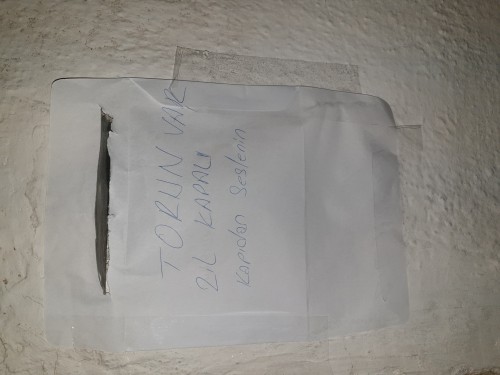 TORUN VAR
ZİL KAPALI
Kapıdan Seslenin